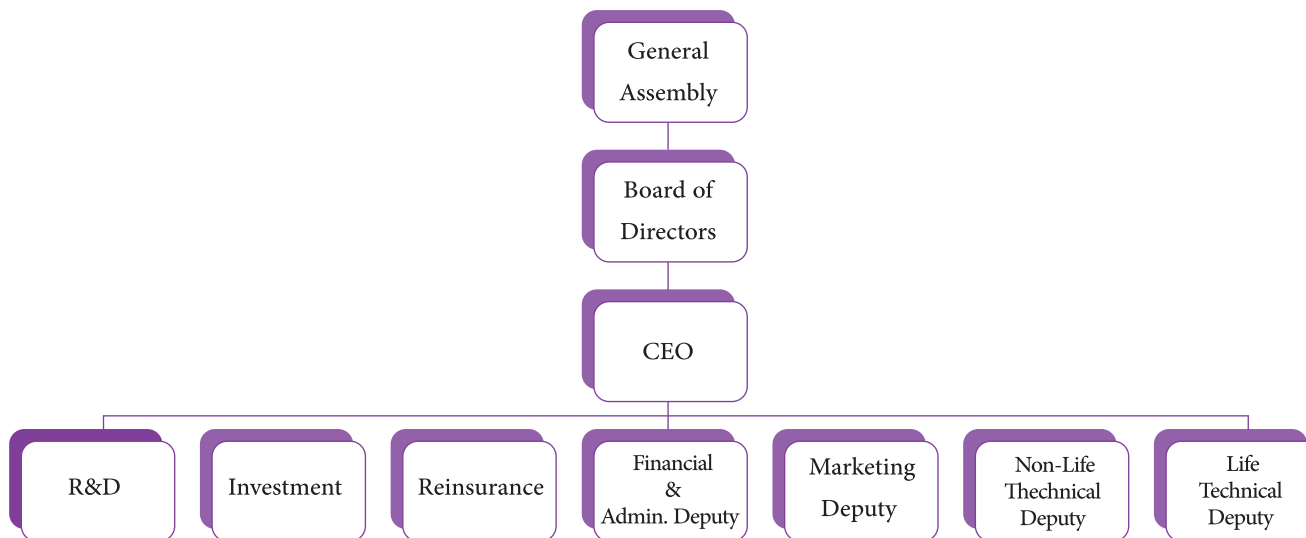 General
Assembly
Board of
Directors
CEO
R&D
Investment
Reinsurance
Financial
&
Admin. Deputy
Marketing
Deputy
Non-Life
Thechnical
Deputy
Life
Technical
Deputy